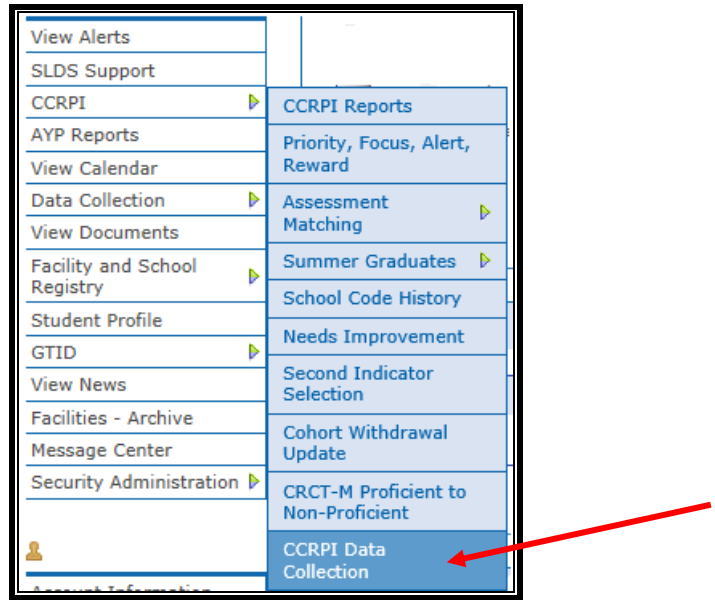 View Alerts
SLDS Support
CCRPI
AYP Reports
View Calendar
Data Collection
View Documents
Facility and School
Registry
Student Profile
GTID
View News
Facilities - Archive
Message Center
Security Administration
Account Information
CCRPI Reports
Priority, Focus, Alert,
Reward
Assessment
Matching
Summer Graduates
School Code History
Needs Improvement
Second Indicator
Selection
Cohort Withdrawal
Update
CRCT-M Proficient to
Non-Proficient
CCRPI Data
Collection